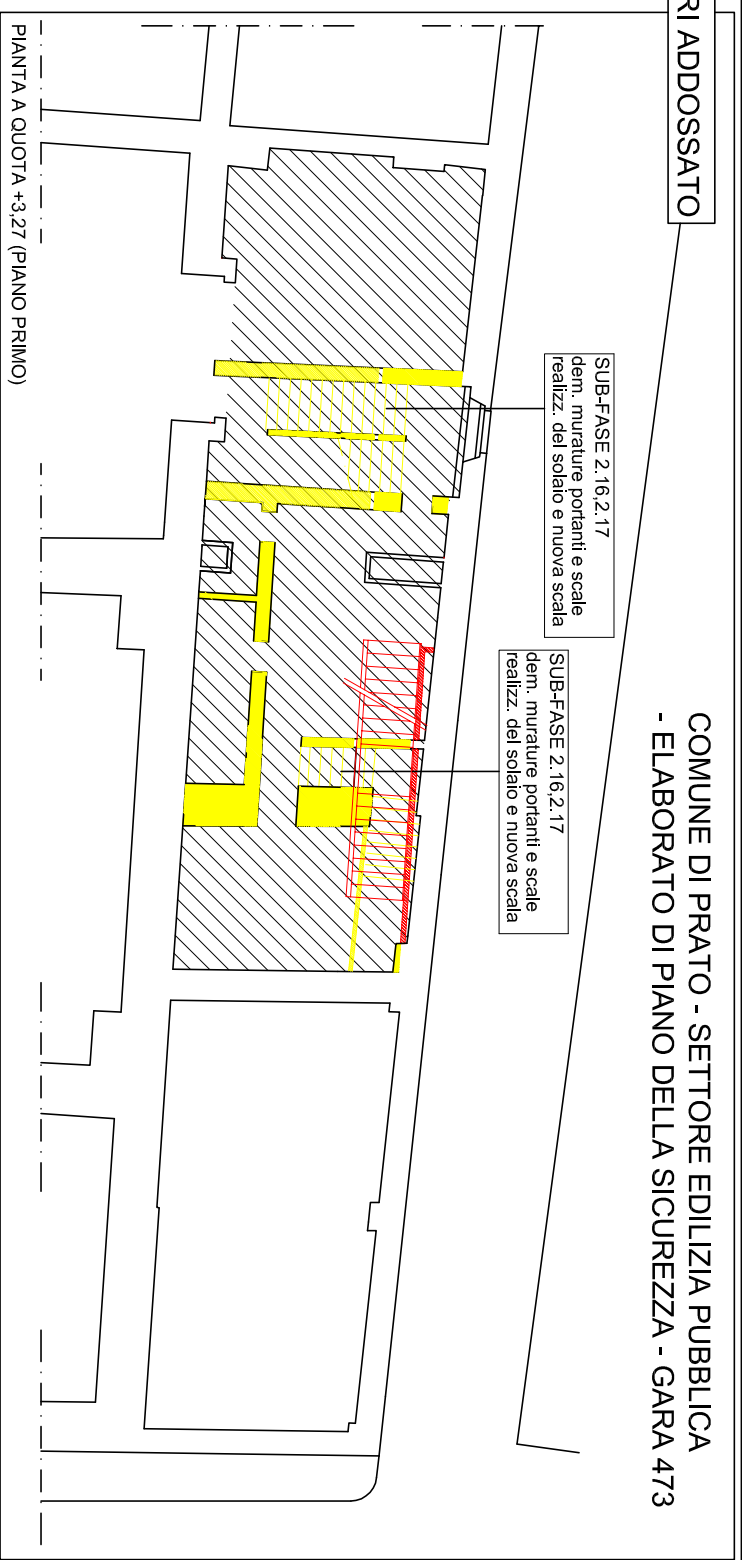 RI ADDOSSATO
COMUNE DI PRATO - SETTORE EDILIZIA PUBBLICA
- ELABORATO DI PIANO DELLA SICUREZZA - GARA 473
SUB-FASE 2.16,2.17
dem. murature portanti e scale
realizz. del solaio e nuova scala
SUB-FASE 2.16,2.17
dem. murature portanti e scale
realizz. del solaio e nuova scala
PIANTA A QUOTA +3,27 (PIANO PRIMO)